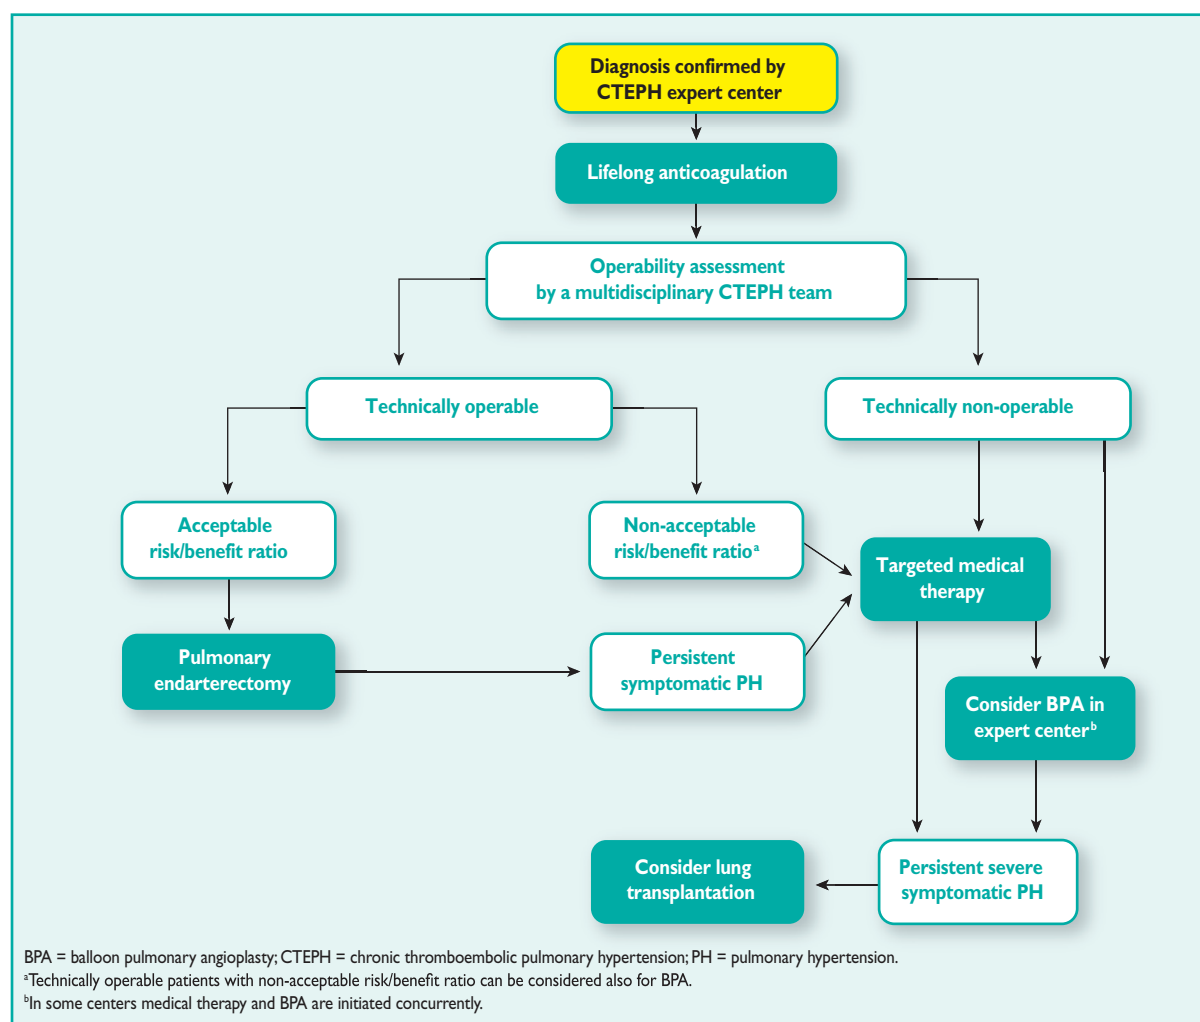 Diagnosis confirmed by
CTEPH expert center
Lifelong anticoagulation
Operability assessment
by a multidisciplinary CTEPH team
Technically operable
Technically non-operable
Acceptable
risk/benefit ratio
Non-acceptable
risk/benefit ratioᵃ
Targeted medical
therapy
Pulmonary
endarterectomy
Persistent
symptomatic PH
Consider BPA in
expert centerᵇ
Consider lung
transplantation
Persistent severe
symptomatic PH
BPA = balloon pulmonary angioplasty; CTEPH = chronic thromboembolic pulmonary hypertension; PH = pulmonary hypertension.
ᵃTechnically operable patients with non-acceptable risk/benefit ratio can be considered also for BPA.
ᵇIn some centers medical therapy and BPA are initiated concurrently.